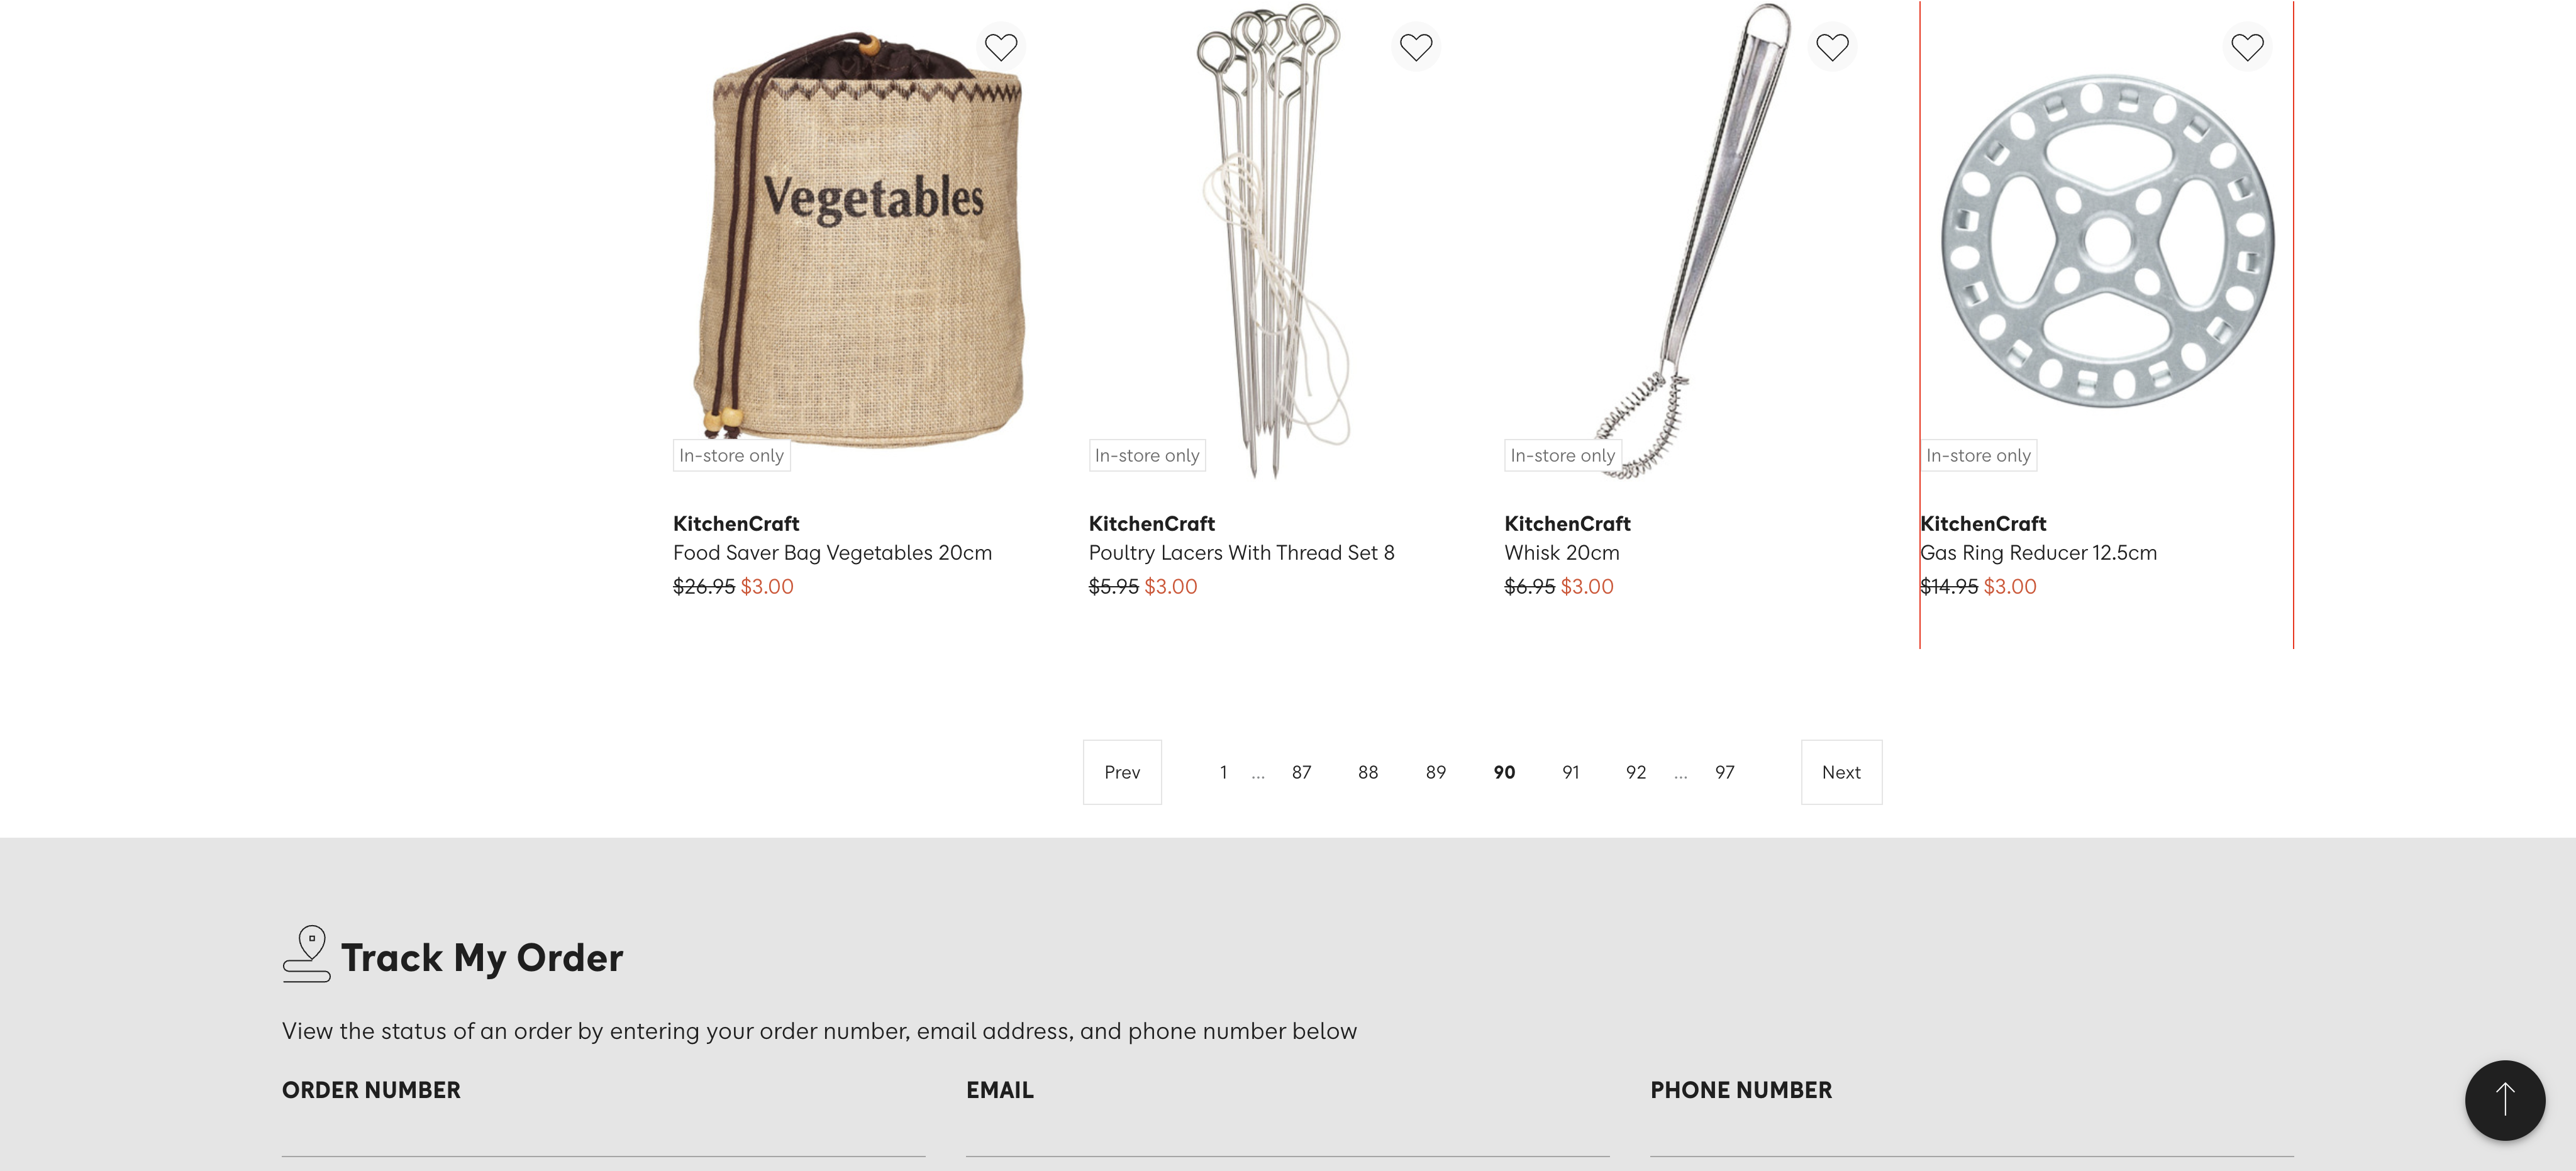 Vegetables
In-store only
In-store only
In-store only
In-store only
KitchenCraft
Food Saver Bag Vegetables 20cm
$26.95 $3.00
KitchenCraft
Poultry Lacers With Thread Set 8
$5.95 $3.00
KitchenCraft
Whisk 20cm
$6.95 $3.00
KitchenCraft
Gas Ring Reducer 12.5cm
$14.95 $3.00
Prev 1 ... 87 88 89 90 91 92 ... 97 Next
Track My Order
View the status of an order by entering your order number, email address, and phone number below
ORDER NUMBER
EMAIL
PHONE NUMBER